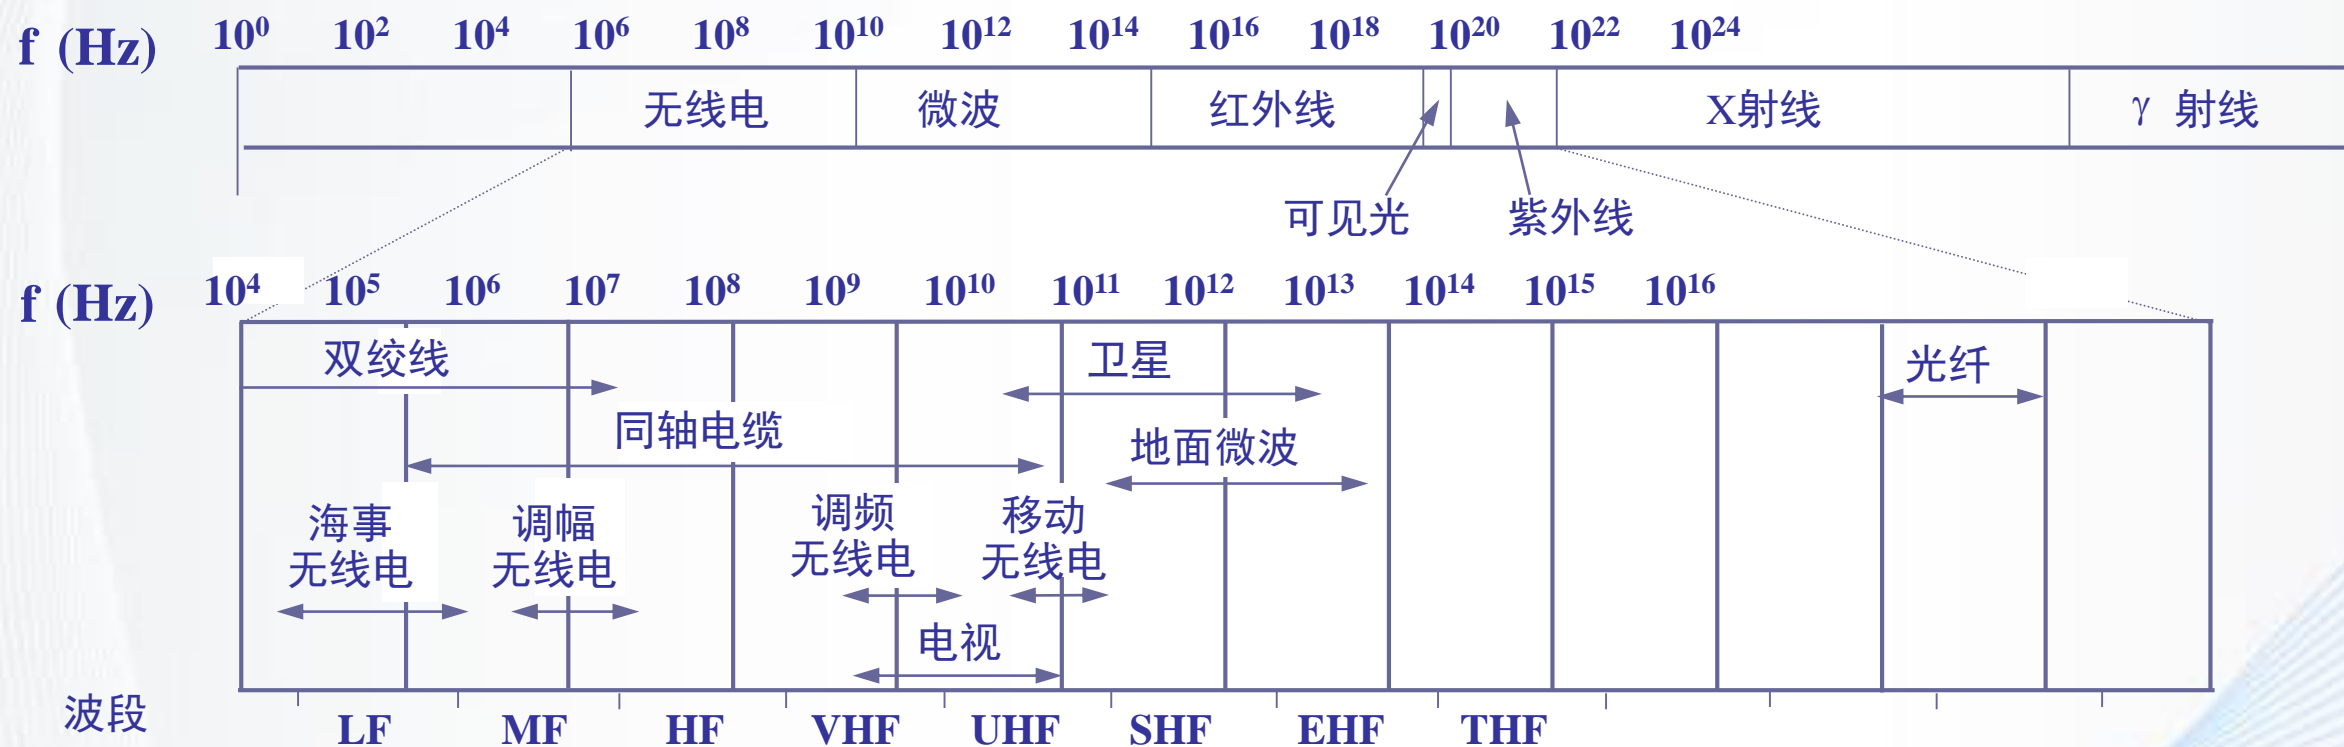 f (Hz) 10⁰ 10² 10⁴ 10⁶ 10⁸ 10¹⁰ 10¹² 10¹⁴ 10¹⁶ 10¹⁸ 10²⁰ 10²² 10²⁴
无线电 微波 红外线 X射线 γ 射线
可见光 紫外线
f (Hz) 10⁴ 10⁵ 10⁶ 10⁷ 10⁸ 10⁹ 10¹⁰ 10¹¹ 10¹² 10¹³ 10¹⁴ 10¹⁵ 10¹⁶
双绞线 卫星 光纤
同轴电缆 地面微波
海事 调幅 调频 移动
无线电 无线电 无线电 无线电
电视
波段 LF MF HF VHF UHF SHF EHF THF